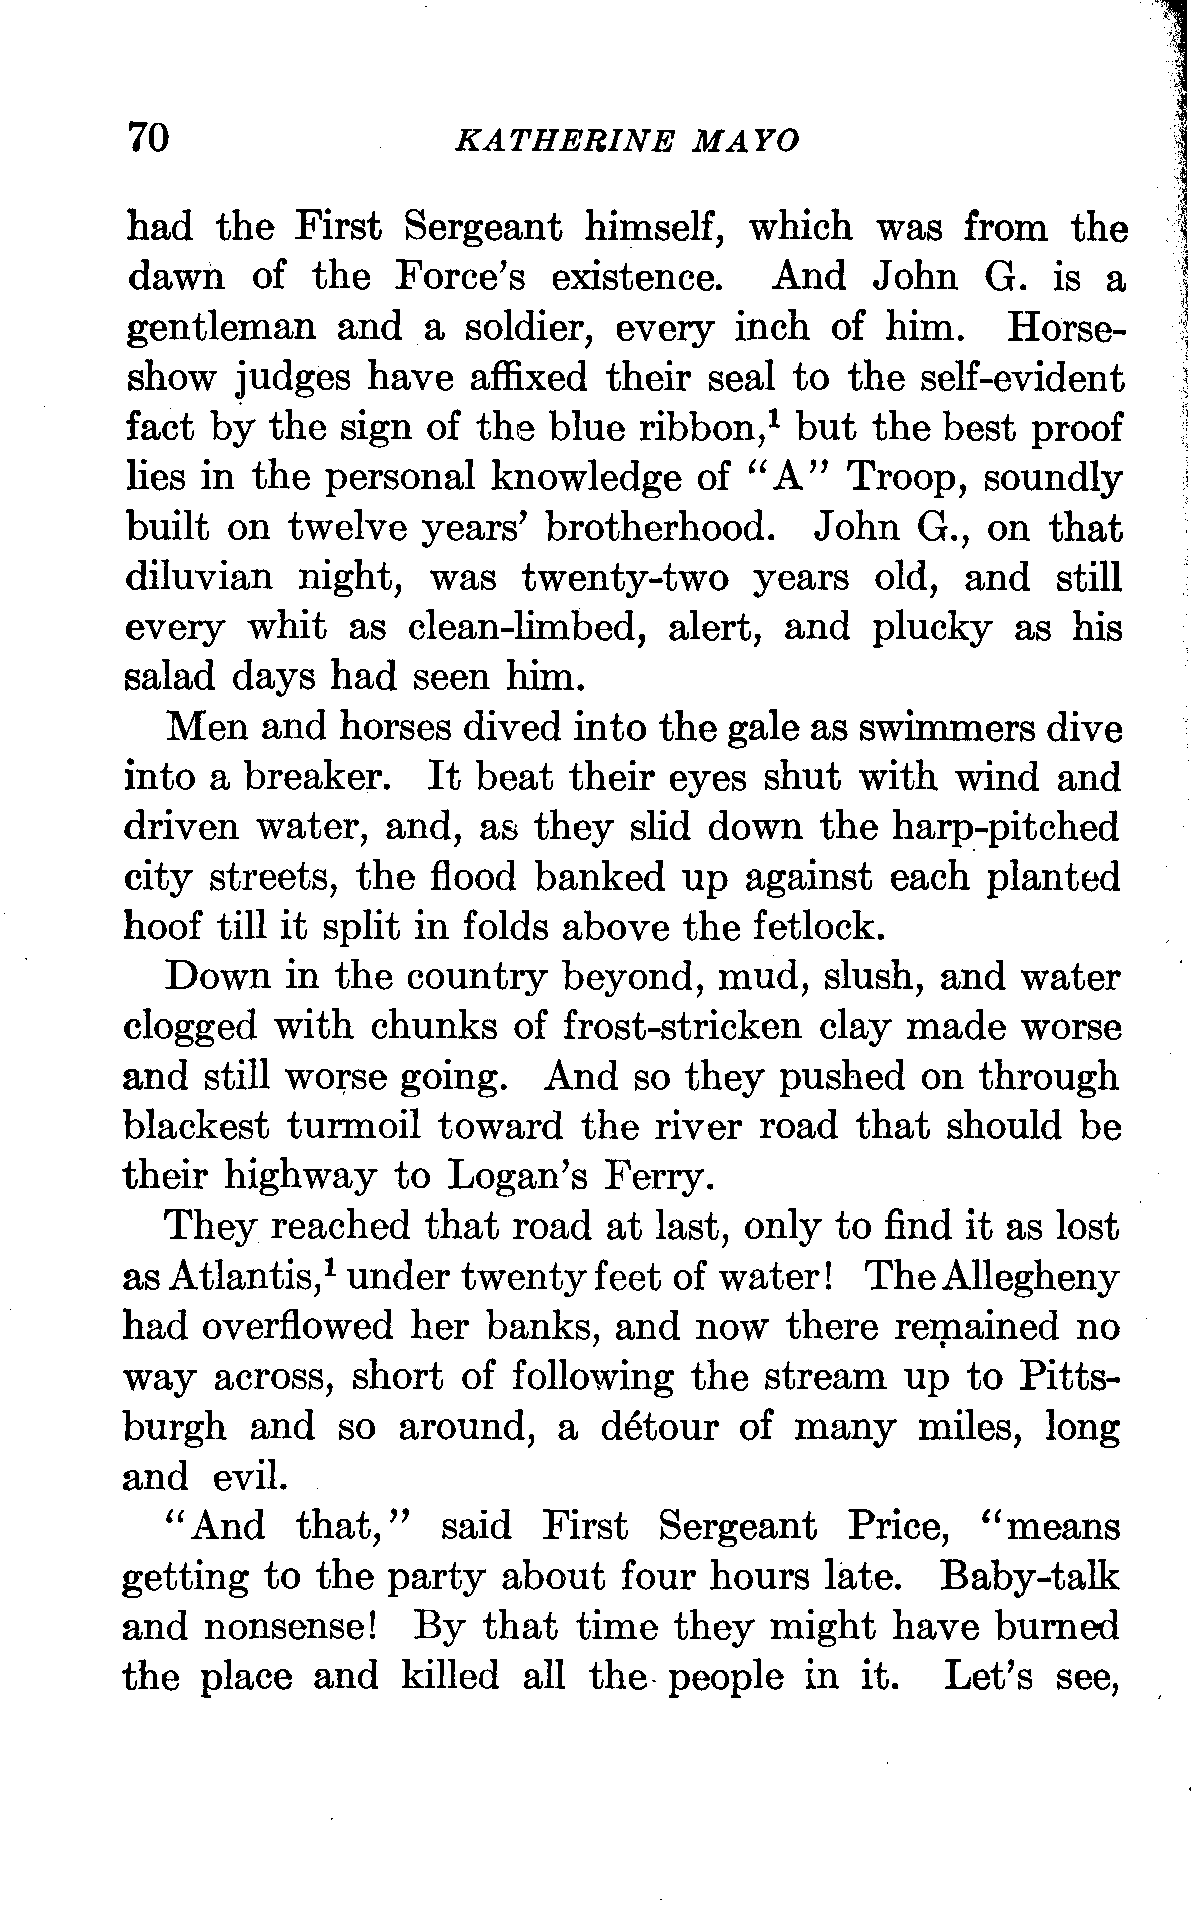 70 KATHERINE MAYO
had the First Sergeant himself, which was from the
dawn of the Force's existence. And John G. is a
gentleman and a soldier, every inch of him. Horse-
show judges have affixed their seal to the self-evident
fact by the sign of the blue ribbon,¹ but the best proof
lies in the personal knowledge of "A" Troop, soundly
built on twelve years' brotherhood. John G., on that
diluvian night, was twenty-two years old, and still
every whit as clean-limbed, alert, and plucky as his
salad days had seen him.
Men and horses dived into the gale as swimmers dive
into a breaker. It beat their eyes shut with wind and
driven water, and, as they slid down the harp-pitched
city streets, the flood banked up against each planted
hoof till it split in folds above the fetlock.
Down in the country beyond, mud, slush, and water
clogged with chunks of frost-stricken clay made worse
and still worse going. And so they pushed on through
blackest turmoil toward the river road that should be
their highway to Logan's Ferry.
They reached that road at last, only to find it as lost
as Atlantis,¹ under twenty feet of water! The Allegheny
had overflowed her banks, and now there remained no
way across, short of following the stream up to Pitts-
burgh and so around, a détour of many miles, long
and evil.
"And that," said First Sergeant Price, "means
getting to the party about four hours late. Baby-talk
and nonsense! By that time they might have burned
the place and killed all the people in it. Let's see,